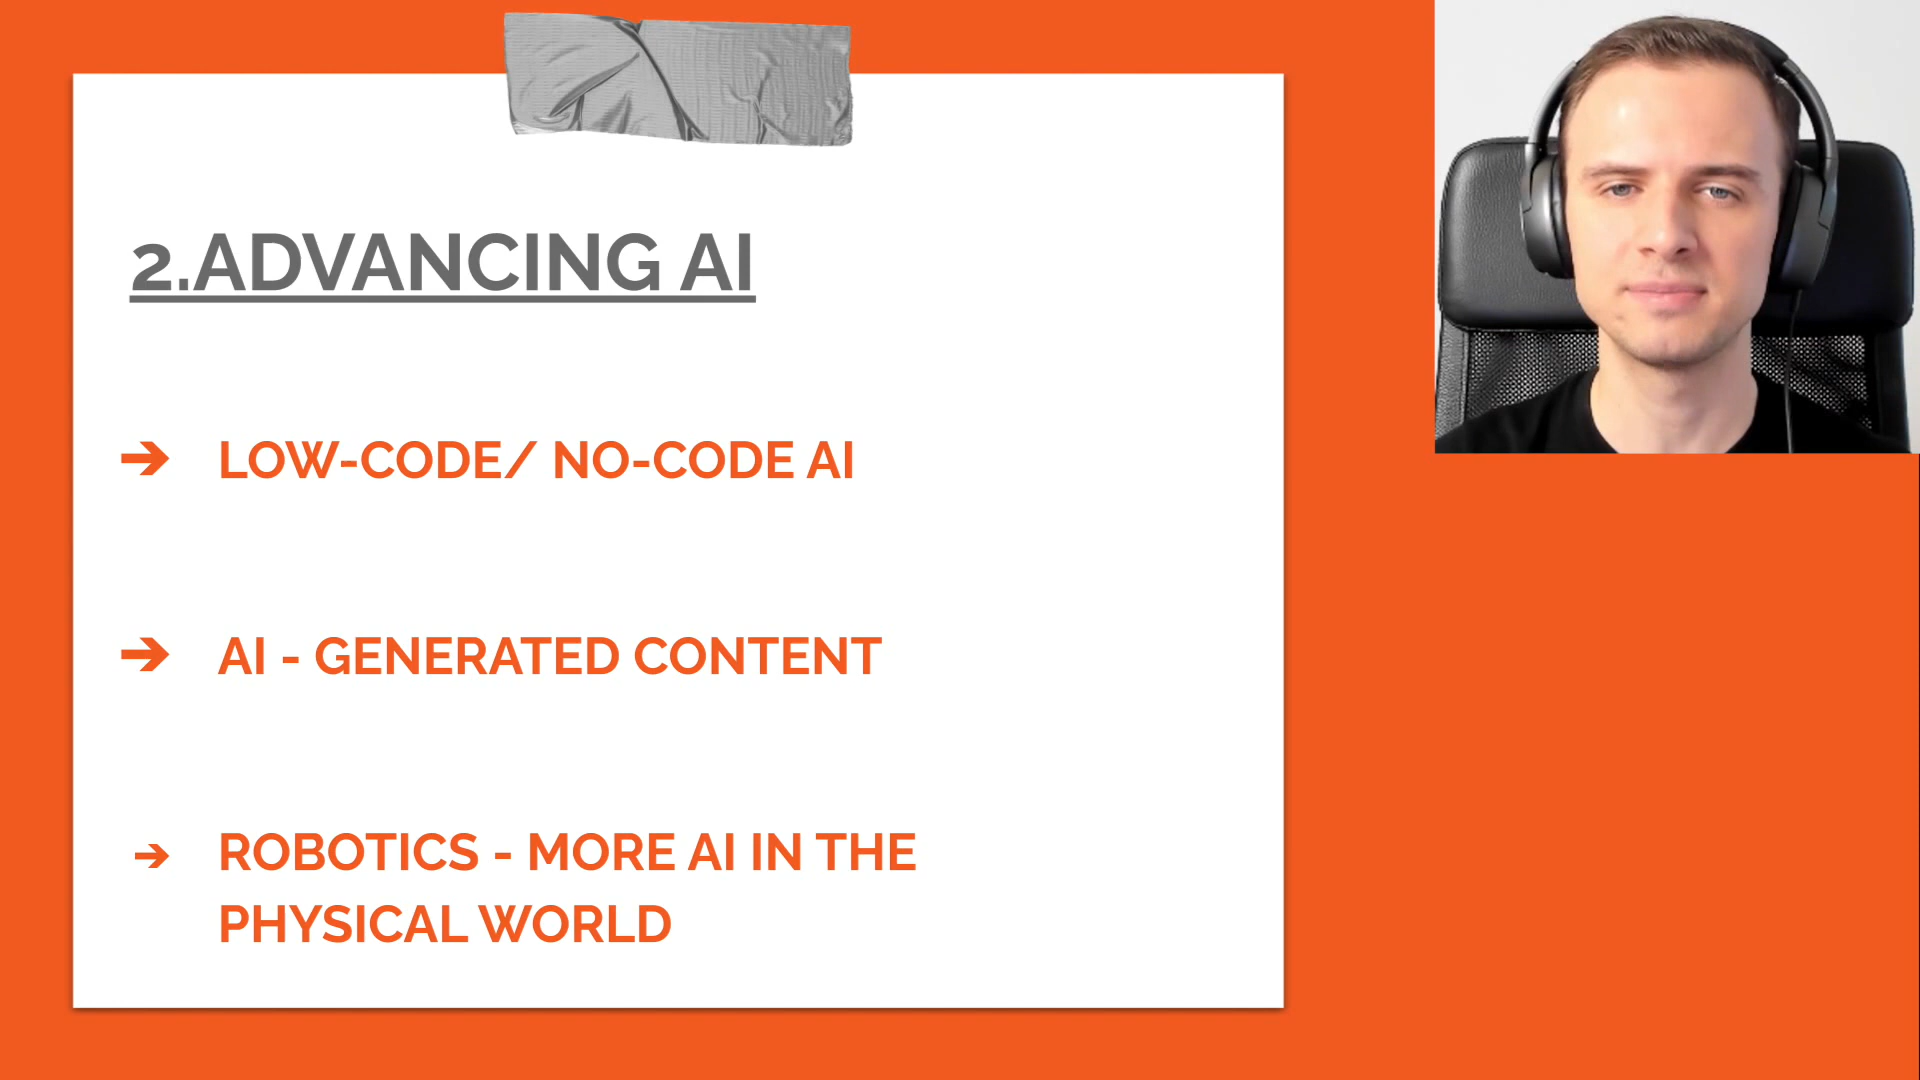 2.ADVANCING AI
➔ LOW-CODE/ NO-CODE AI
➔ AI - GENERATED CONTENT
➔ ROBOTICS - MORE AI IN THE
PHYSICAL WORLD